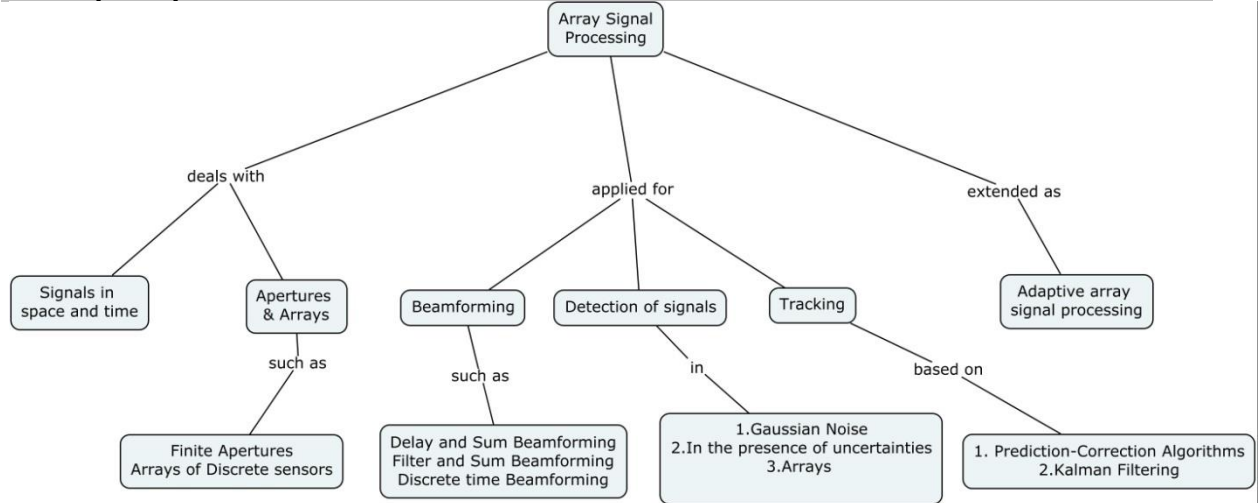 Array Signal
Processing
deals with
applied for
extended as
Signals in
space and time
Apertures
& Arrays
Beamforming
Detection of signals
Tracking
Adaptive array
signal processing
such as
such as
in
based on
Finite Apertures
Arrays of Discrete sensors
Delay and Sum Beamforming
Filter and Sum Beamforming
Discrete time Beamforming
1.Gaussian Noise
2.In the presence of uncertainties
3.Arrays
1. Prediction-Correction Algorithms
2.Kalman Filtering